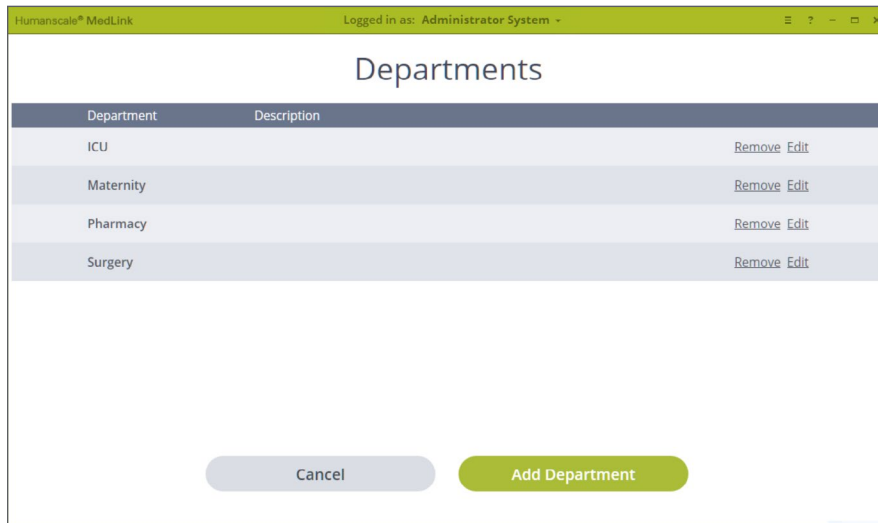 Humanscale® MedLink Logged in as: Administrator System ? 
Departments
Department Description
ICU Remove Edit
Maternity Remove Edit
Pharmacy Remove Edit
Surgery Remove Edit
Cancel Add Department